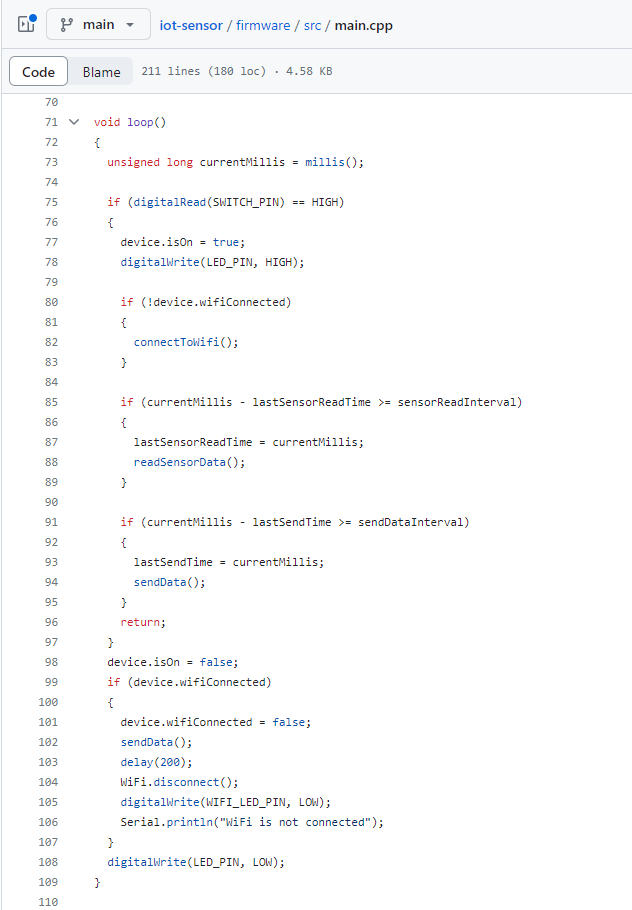 main
iot-sensor / firmware / src / main.cpp
Code Blame 211 lines (180 loc) · 4.58 KB
70
71 void loop()
72 {
73   unsigned long currentMillis = millis();
74
75   if (digitalRead(SWITCH_PIN) == HIGH)
76   {
77     device.isOn = true;
78     digitalWrite(LED_PIN, HIGH);
79
80     if (!device.wifiConnected)
81     {
82       connectToWifi();
83     }
84
85     if (currentMillis - lastSensorReadTime >= sensorReadInterval)
86     {
87       lastSensorReadTime = currentMillis;
88       readSensorData();
89     }
90
91     if (currentMillis - lastSendTime >= sendDataInterval)
92     {
93       lastSendTime = currentMillis;
94       sendData();
95     }
96     return;
97   }
98   device.isOn = false;
99   if (device.wifiConnected)
100   {
101     device.wifiConnected = false;
102     sendData();
103     delay(200);
104     WiFi.disconnect();
105     digitalWrite(WIFI_LED_PIN, LOW);
106     Serial.println("WiFi is not connected");
107   }
108   digitalWrite(LED_PIN, LOW);
109 }
110